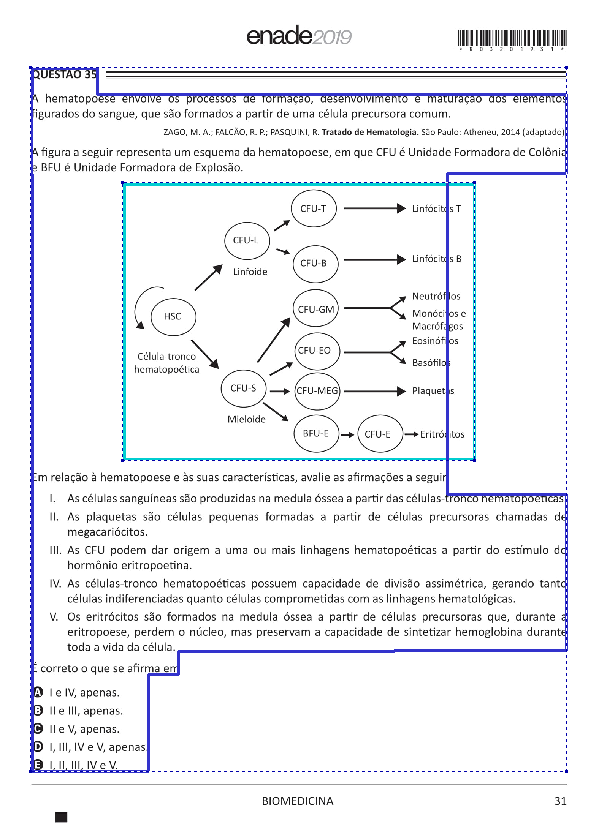 enade2019
QUESTÃO 35
A hematopoese envolve os processos de formação, desenvolvimento e maturação dos elementos
figurados do sangue, que são formados a partir de uma célula precursora comum.
ZAGO, M. A.; FALCÃO, R. P.; PASQUINI, R. Tratado de Hematologia. São Paulo: Atheneu, 2014 (adaptado).
A figura a seguir representa um esquema da hematopoese, em que CFU é Unidade Formadora de Colônia
e BFU é Unidade Formadora de Explosão.
CFU-T
Linfócitos T
CFU-L
Linfoide
CFU-B
Linfócitos B
HSC
Célula-tronco
hematopoética
CFU-GM
Neutrófilos
Monócitos e
Macrófagos
CFU-EO
Eosinófilos
Basófilos
CFU-S
Mieloide
CFU-MEG
Plaquetas
BFU-E
CFU-E
Eritrócitos
Em relação à hematopoese e às suas características, avalie as afirmações a seguir
I. As células sanguíneas são produzidas na medula óssea a partir das células-tronco hematopoéticas.
II. As plaquetas são células pequenas formadas a partir de células precursoras chamadas de
megacariócitos.
III. As CFU podem dar origem a uma ou mais linhagens hematopoéticas a partir do estímulo do
hormônio eritropoetina.
IV. As células-tronco hematopoéticas possuem capacidade de divisão assimétrica, gerando tanto
células indiferenciadas quanto células comprometidas com as linhagens hematológicas.
V. Os eritrócitos são formados na medula óssea a partir de células precursoras que, durante a
eritropoese, perdem o núcleo, mas preservam a capacidade de sintetizar hemoglobina durante
toda a vida da célula.
É correto o que se afirma em
A I e IV, apenas.
B II e III, apenas.
C II e V, apenas.
D I, III, IV e V, apenas.
E I, II, III, IV e V.
BIOMEDICINA 31